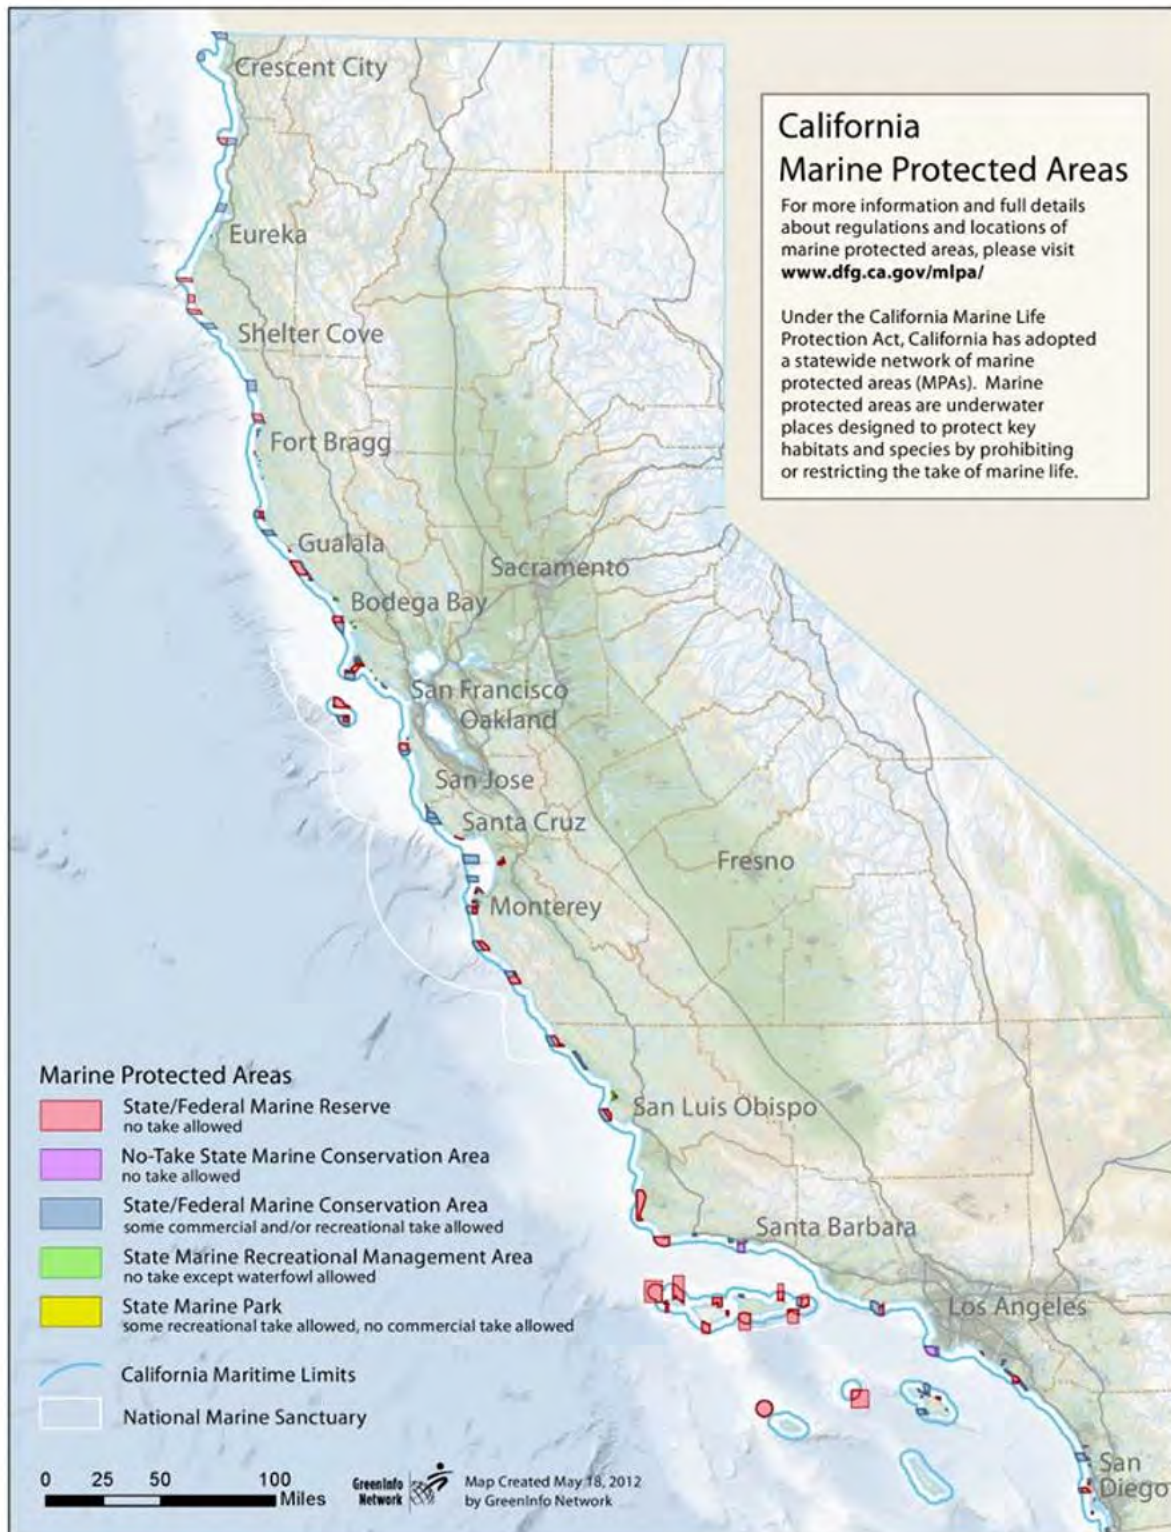 Crescent City
California
Marine Protected Areas
For more information and full details
about regulations and locations of
marine protected areas, please visit
www.dfg.ca.gov/mlpa/
Under the California Marine Life
Protection Act, California has adopted
a statewide network of marine
protected areas (MPAs). Marine
protected areas are underwater
places designed to protect key
habitats and species by prohibiting
or restricting the take of marine life.
Eureka
Shelter Cove
Fort Bragg
Gualala
Sacramento
Bodega Bay
San Francisco
Oakland
San Jose
Santa Cruz
Fresno
Monterey
San Luis Obispo
Santa Barbara
Los Angeles
San
Diego
Marine Protected Areas
State/Federal Marine Reserve
no take allowed
No-Take State Marine Conservation Area
no take allowed
State/Federal Marine Conservation Area
some commercial and/or recreational take allowed
State Marine Recreational Management Area
no take except waterfowl allowed
State Marine Park
some recreational take allowed, no commercial take allowed
California Maritime Limits
National Marine Sanctuary
0 25 50 100
Miles
GreenInfo
Network
Map Created May 18, 2012
by GreenInfo Network